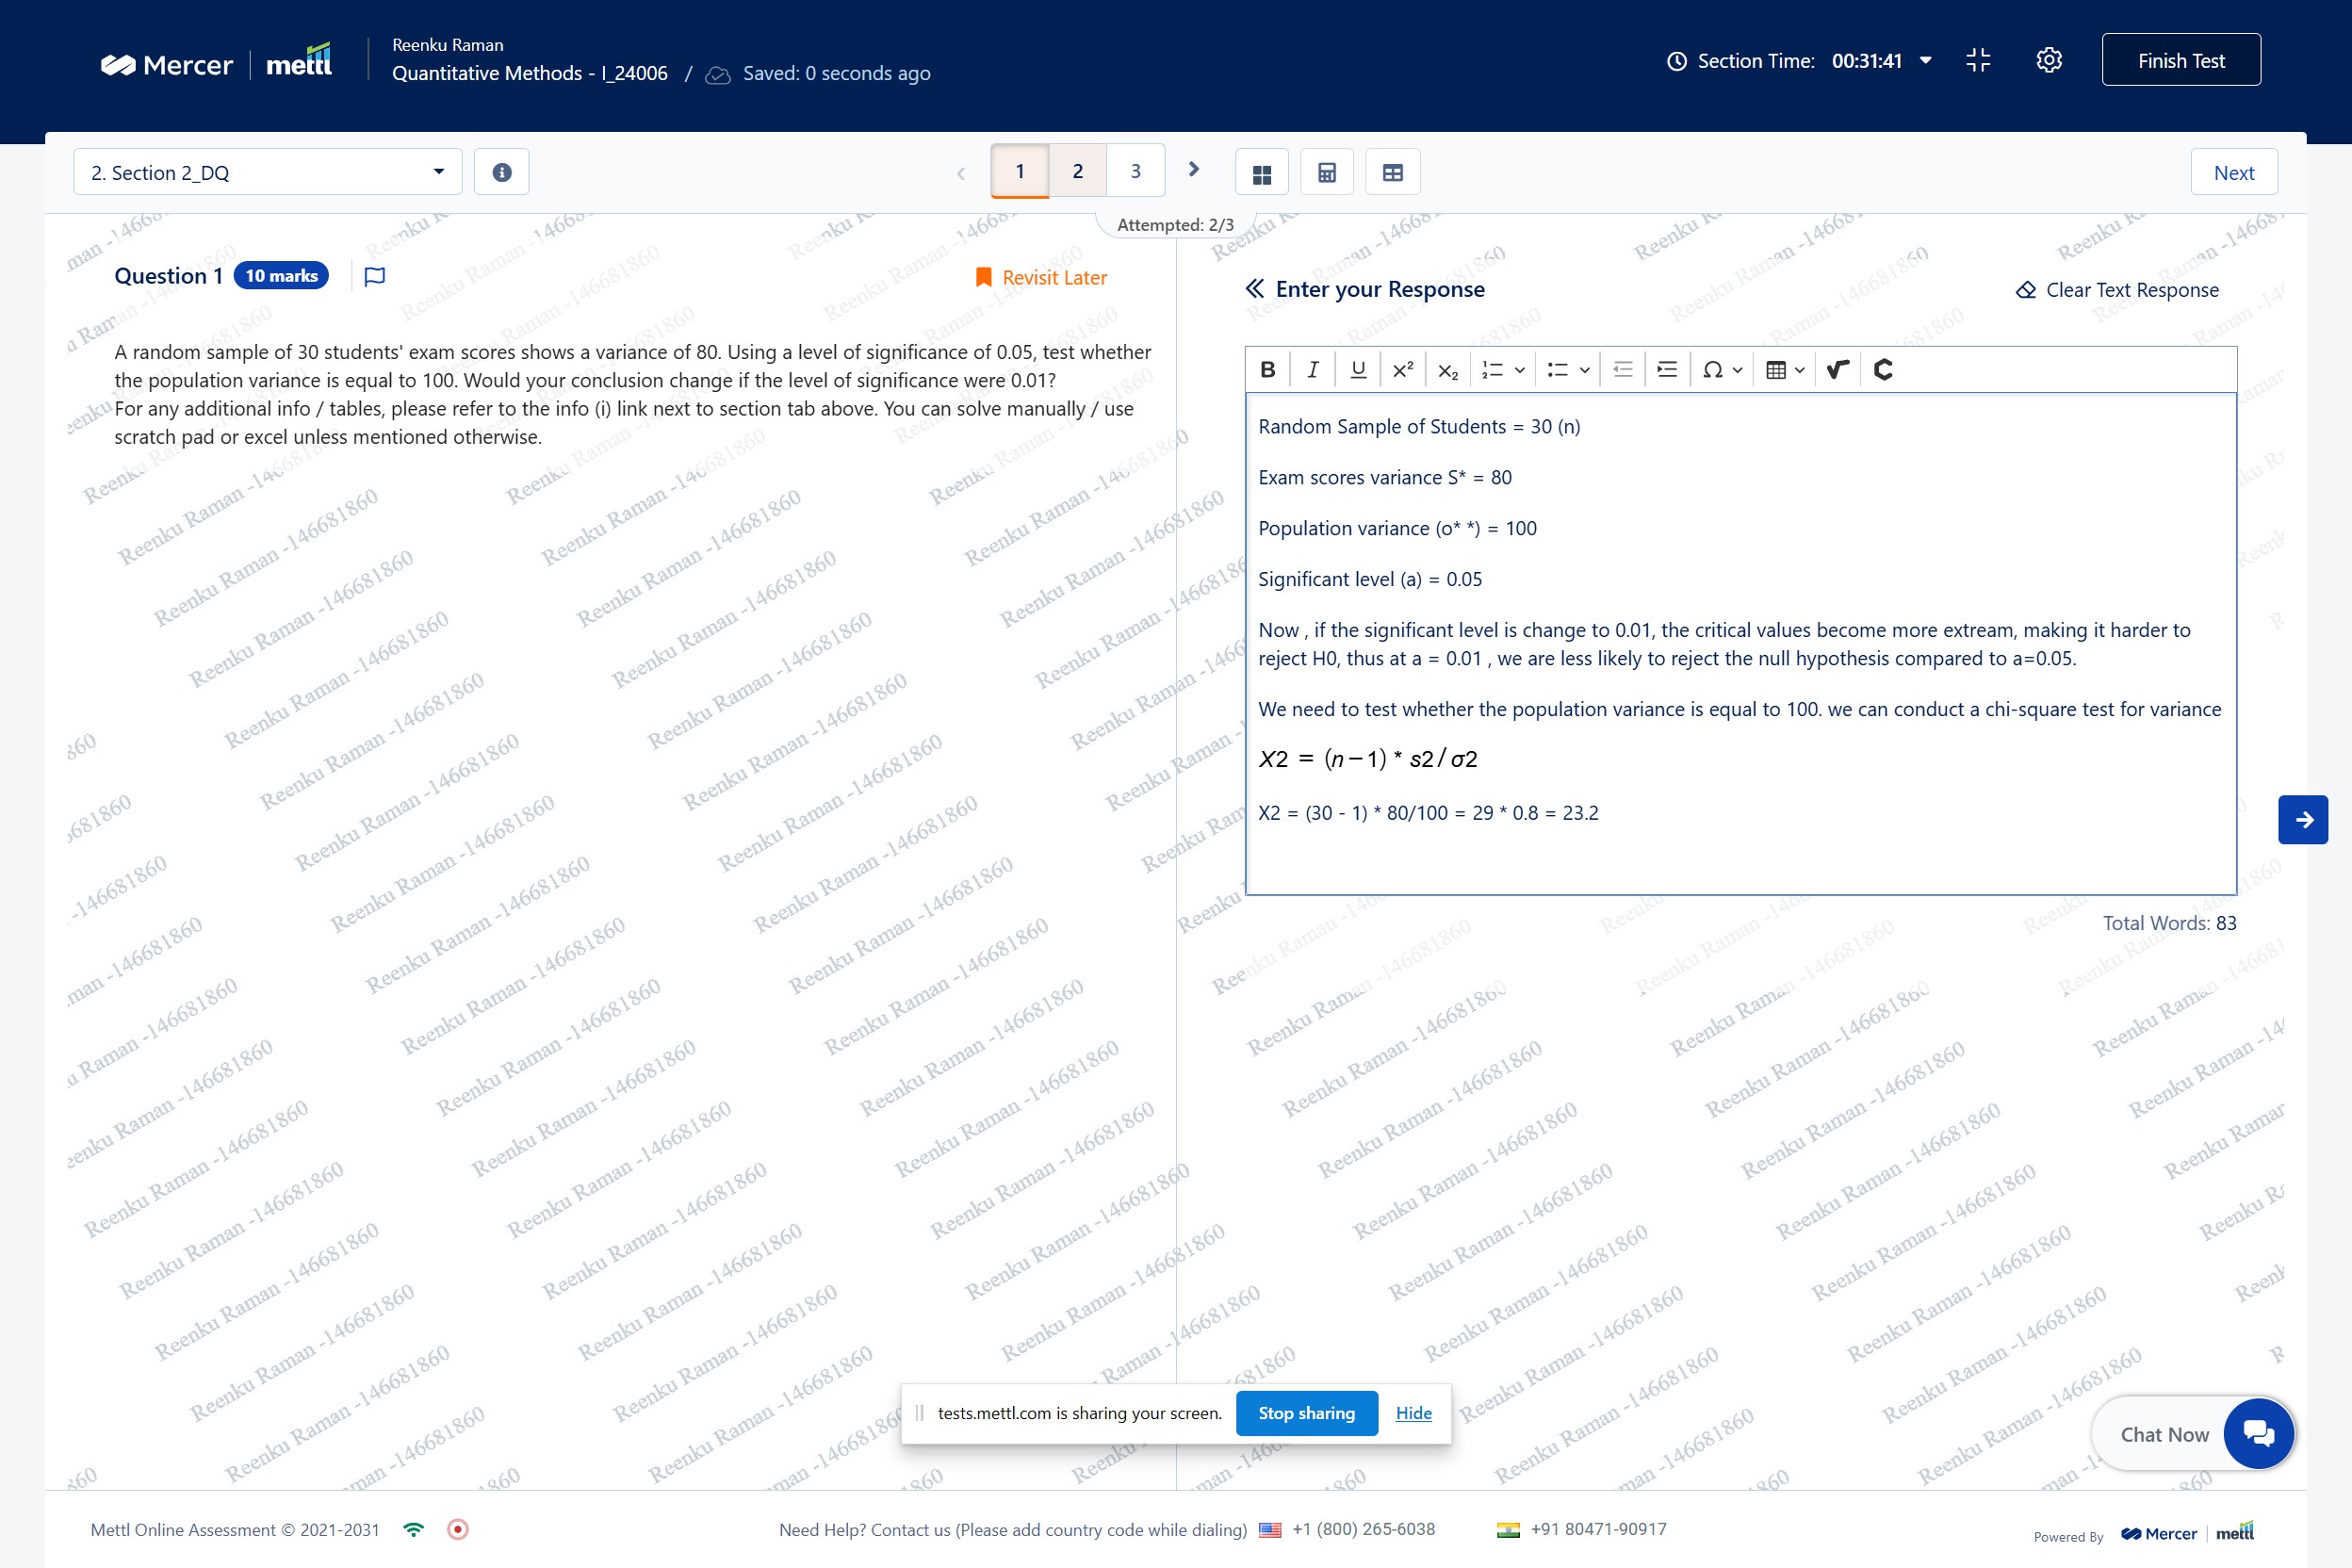 Mercer | mettl
Reenku Raman
Quantitative Methods - I_24006 / Saved: 0 seconds ago
Section Time: 00:31:41
Finish Test
2. Section 2_DQ
1 2 3
Next
Attempted: 2/3
Question 1 10 marks
Revisit Later
A random sample of 30 students' exam scores shows a variance of 80. Using a level of significance of 0.05, test whether
the population variance is equal to 100. Would your conclusion change if the level of significance were 0.01?
For any additional info / tables, please refer to the info (i) link next to section tab above. You can solve manually / use
scratch pad or excel unless mentioned otherwise.
Enter your Response
Clear Text Response
B I U x² x₂ Ω
Random Sample of Students = 30 (n)
Exam scores variance S* = 80
Population variance (o* *) = 100
Significant level (a) = 0.05
Now , if the significant level is change to 0.01, the critical values become more extream, making it harder to
reject H0, thus at a = 0.01 , we are less likely to reject the null hypothesis compared to a=0.05.
We need to test whether the population variance is equal to 100. we can conduct a chi-square test for variance
X2 = (n−1) * s2/σ2
X2 = (30 - 1) * 80/100 = 29 * 0.8 = 23.2
Total Words: 83
Reenku Raman -146681860
tests.mettl.com is sharing your screen. Stop sharing Hide
Chat Now
Mettl Online Assessment © 2021-2031
Need Help? Contact us (Please add country code while dialing) +1 (800) 265-6038 +91 80471-90917
Powered By Mercer | mettl